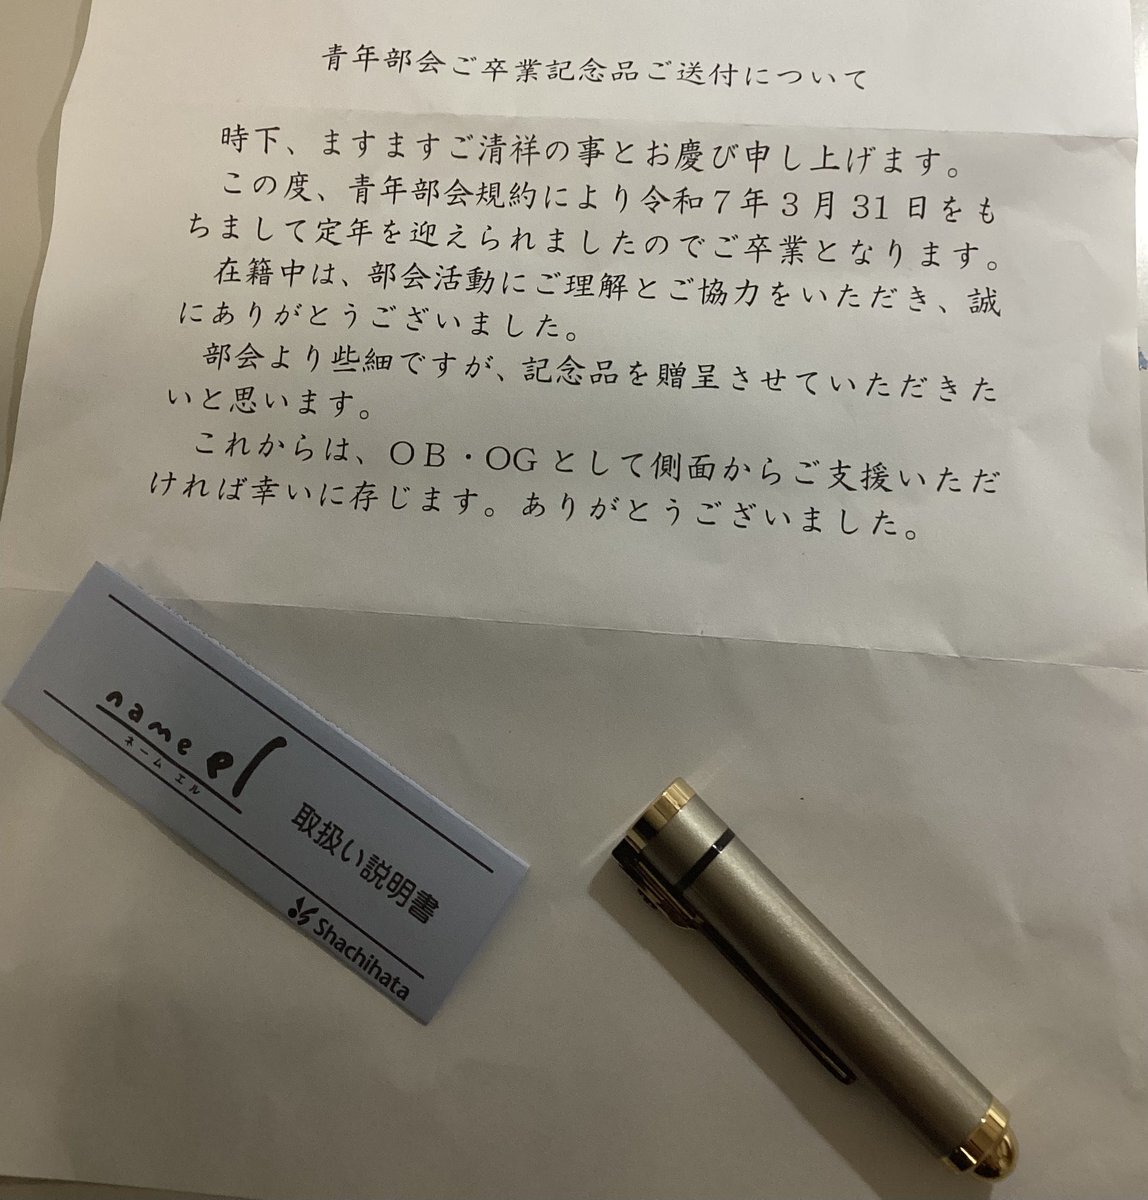 青年部会ご卒業記念品ご送付について
時下、ますますご清祥の事とお慶び申し上げます。
この度、青年部会規約により令和7年3月31日をも
ちまして定年を迎えられましたのでご卒業となります。
在籍中は、部会活動にご理解とご協力をいただき、誠
にありがとうございました。
部会より些細ですが、記念品を贈呈させていただきた
いと思います。
これからは、OB・OGとして側面からご支援いただ
ければ幸いに存じます。ありがとうございました。
name el
ネーム エル
取扱い説明書
Shachihata